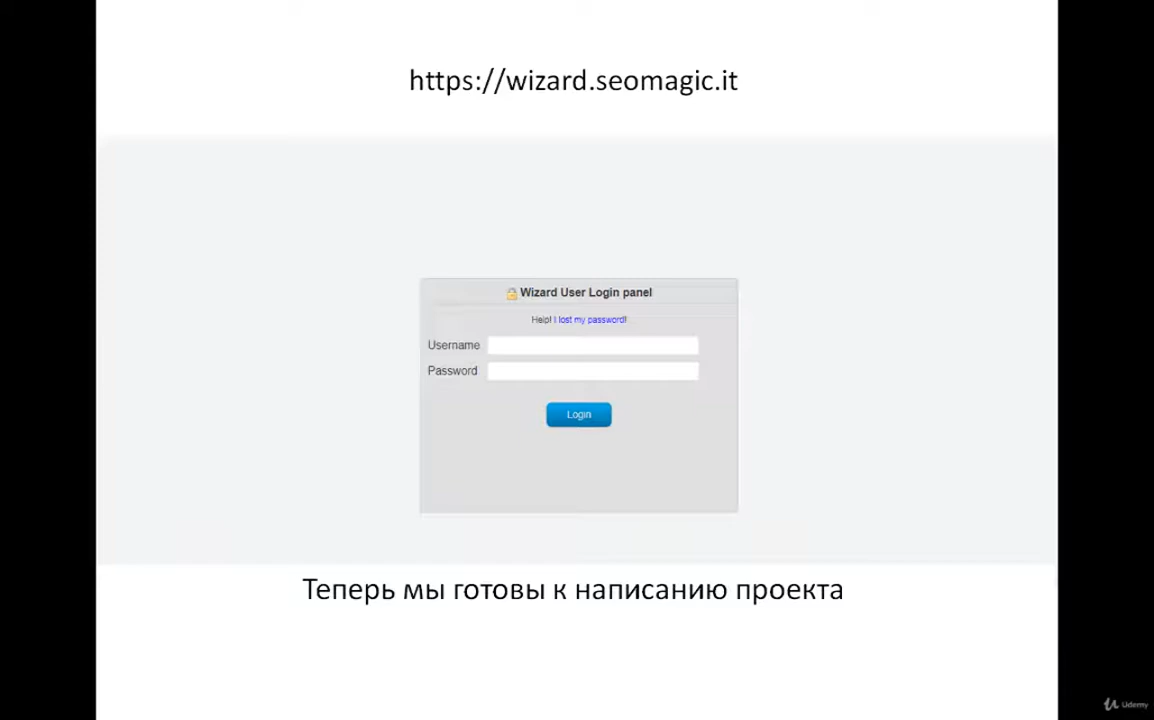 https://wizard.seomagic.it
Wizard User Login panel
Help! I lost my password!
Username
Password
Login
Теперь мы готовы к написанию проекта
Udemy